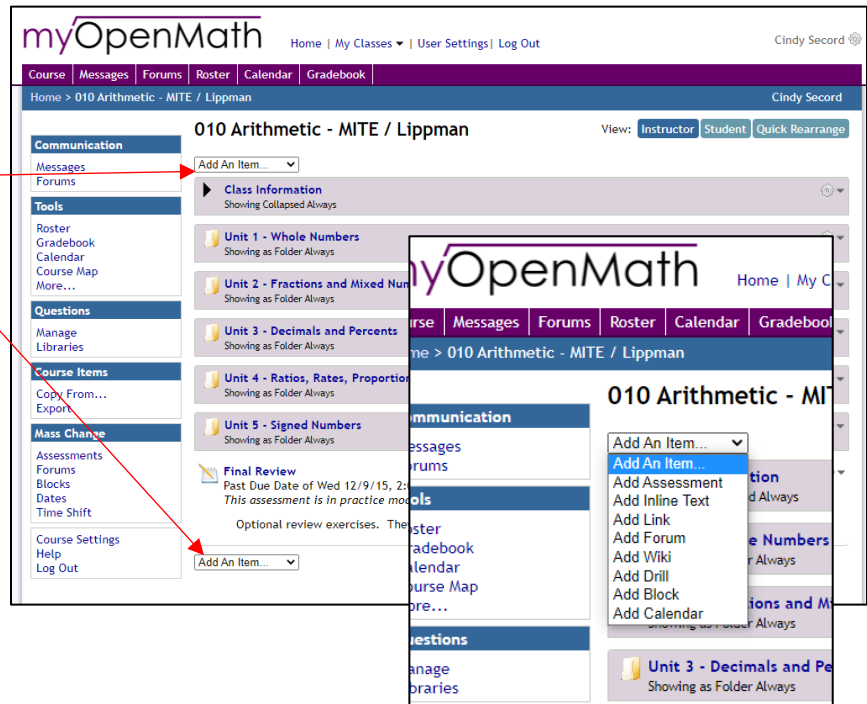 myOpenMath
Home | My Classes ▾ | User Settings| Log Out
Cindy Secord
Course Messages Forums Roster Calendar Gradebook
Home > 010 Arithmetic - MITE / Lippman
Cindy Secord
Communication
Messages
Forums
Tools
Roster
Gradebook
Calendar
Course Map
More...
Questions
Manage
Libraries
Course Items
Copy From...
Export
Mass Change
Assessments
Forums
Blocks
Dates
Time Shift
Course Settings
Help
Log Out
010 Arithmetic - MITE / Lippman
View: Instructor Student Quick Rearrange
Add An Item...
Class Information
Showing Collapsed Always
Unit 1 - Whole Numbers
Showing as Folder Always
Unit 2 - Fractions and Mixed Num
Showing as Folder Always
Unit 3 - Decimals and Percents
Showing as Folder Always
Unit 4 - Ratios, Rates, Proportion
Showing as Folder Always
Unit 5 - Signed Numbers
Showing as Folder Always
Final Review
Past Due Date of Wed 12/9/15, 2:0
This assessment is in practice mod
Optional review exercises. They
Add An Item...
yOpenMath
Home | My C
urse Messages Forums Roster Calendar Gradebool
me > 010 Arithmetic - MITE / Lippman
mmunication
essages
rums
ols
oster
radebook
lendar
ourse Map
ore...
uestions
anage
braries
010 Arithmetic - MI
Add An Item...
Add An Item...
Add Assessment
Add Inline Text
Add Link
Add Forum
Add Wiki
Add Drill
Add Block
Add Calendar
tion
d Always
e Numbers
r Always
ions and Mi
Showing as Folder Always
Unit 3 - Decimals and Pe
Showing as Folder Always